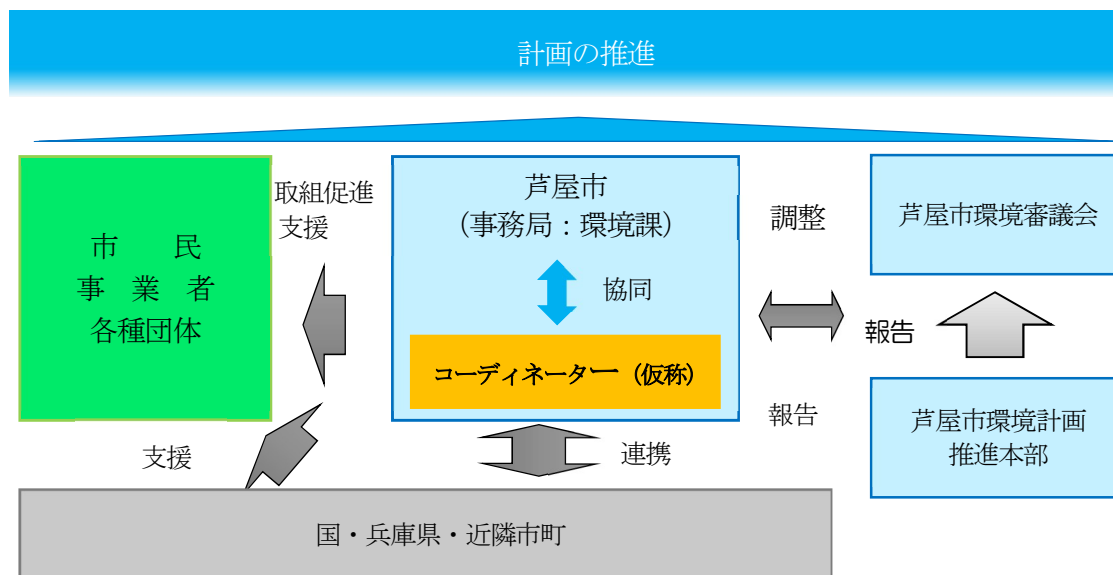 計画の推進
市　民
事　業　者
各種団体
取組促進
支援
芦屋市
（事務局：環境課）
協同
コーディネーター（仮称）
調整
報告
芦屋市環境審議会
報告
芦屋市環境計画
推進本部
支援
連携
国・兵庫県・近隣市町